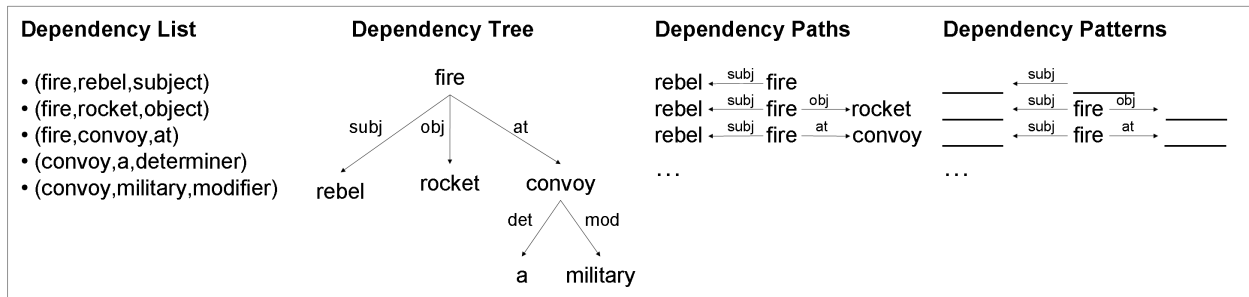 Dependency List
• (fire,rebel,subject)
• (fire,rocket,object)
• (fire,convoy,at)
• (convoy,a,determiner)
• (convoy,military,modifier)
Dependency Tree
fire
subj obj at
rebel rocket convoy
det mod
a military
Dependency Paths
rebel subj fire
rebel subj fire obj rocket
rebel subj fire at convoy
...
Dependency Patterns
subj
subj fire obj
subj fire at
...